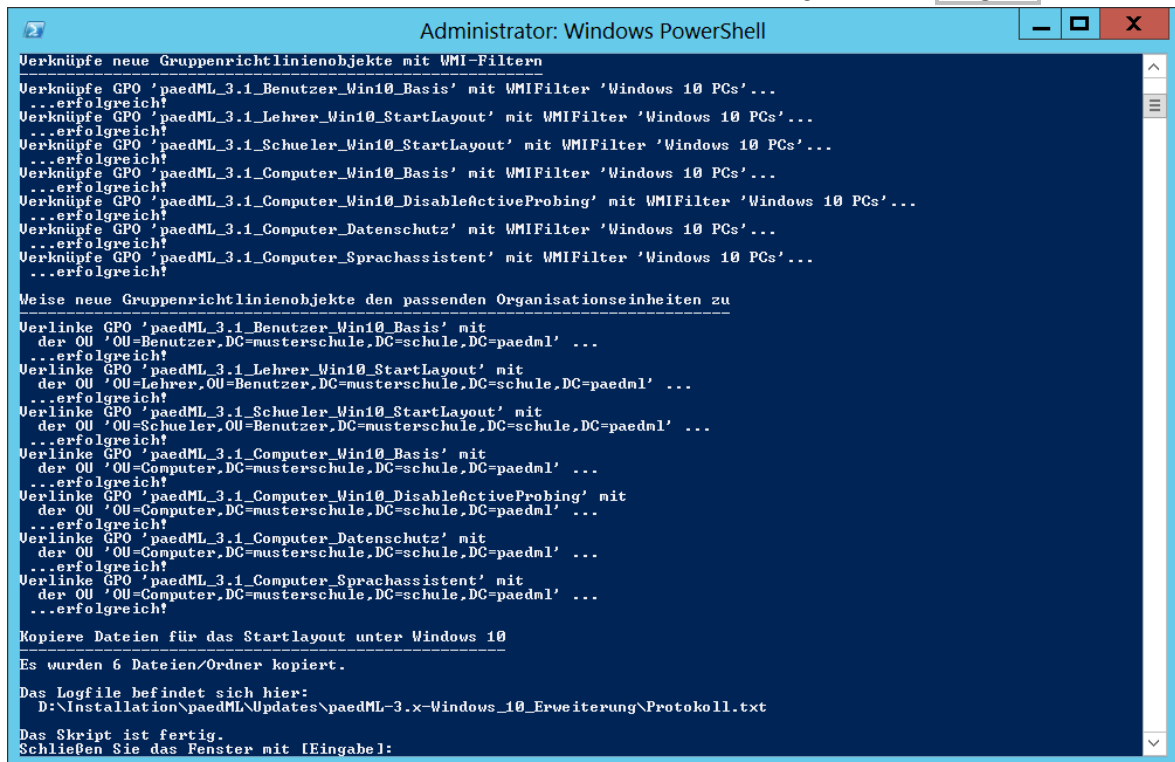 Administrator: Windows PowerShell
X
Verknüpfe neue Gruppenrichtlinienobjekte mit WMI-Filtern
--------------------------------------------------------
Verknüpfe GPO 'paedML_3.1_Benutzer_Win10_Basis' mit WMIFilter 'Windows 10 PCs'...
...erfolgreich!
Verknüpfe GPO 'paedML_3.1_Lehrer_Win10_StartLayout' mit WMIFilter 'Windows 10 PCs'...
...erfolgreich!
Verknüpfe GPO 'paedML_3.1_Schueler_Win10_StartLayout' mit WMIFilter 'Windows 10 PCs'...
...erfolgreich!
Verknüpfe GPO 'paedML_3.1_Computer_Win10_Basis' mit WMIFilter 'Windows 10 PCs'...
...erfolgreich!
Verknüpfe GPO 'paedML_3.1_Computer_Win10_DisableActiveProbing' mit WMIFilter 'Windows 10 PCs'...
...erfolgreich!
Verknüpfe GPO 'paedML_3.1_Computer_Datenschutz' mit WMIFilter 'Windows 10 PCs'...
...erfolgreich!
Verknüpfe GPO 'paedML_3.1_Computer_Sprachassistent' mit WMIFilter 'Windows 10 PCs'...
...erfolgreich!
Weise neue Gruppenrichtlinienobjekte den passenden Organisationseinheiten zu
----------------------------------------------------------------------------
Verlinke GPO 'paedML_3.1_Benutzer_Win10_Basis' mit
der OU 'OU=Benutzer,DC=musterschule,DC=schule,DC=paedml' ...
...erfolgreich!
Verlinke GPO 'paedML_3.1_Lehrer_Win10_StartLayout' mit
der OU 'OU=Lehrer,OU=Benutzer,DC=musterschule,DC=schule,DC=paedml' ...
...erfolgreich!
Verlinke GPO 'paedML_3.1_Schueler_Win10_StartLayout' mit
der OU 'OU=Schueler,OU=Benutzer,DC=musterschule,DC=schule,DC=paedml' ...
...erfolgreich!
Verlinke GPO 'paedML_3.1_Computer_Win10_Basis' mit
der OU 'OU=Computer,DC=musterschule,DC=schule,DC=paedml' ...
...erfolgreich!
Verlinke GPO 'paedML_3.1_Computer_Win10_DisableActiveProbing' mit
der OU 'OU=Computer,DC=musterschule,DC=schule,DC=paedml' ...
...erfolgreich!
Verlinke GPO 'paedML_3.1_Computer_Datenschutz' mit
der OU 'OU=Computer,DC=musterschule,DC=schule,DC=paedml' ...
...erfolgreich!
Verlinke GPO 'paedML_3.1_Computer_Sprachassistent' mit
der OU 'OU=Computer,DC=musterschule,DC=schule,DC=paedml' ...
...erfolgreich!
Kopiere Dateien für das Startlayout unter Windows 10
----------------------------------------------------
Es wurden 6 Dateien/Ordner kopiert.
Das Logfile befindet sich hier:
D:\Installation\paedML\Updates\paedML-3.x-Windows_10_Erweiterung\Protokoll.txt
Das Skript ist fertig.
Schließen Sie das Fenster mit [Eingabe]: